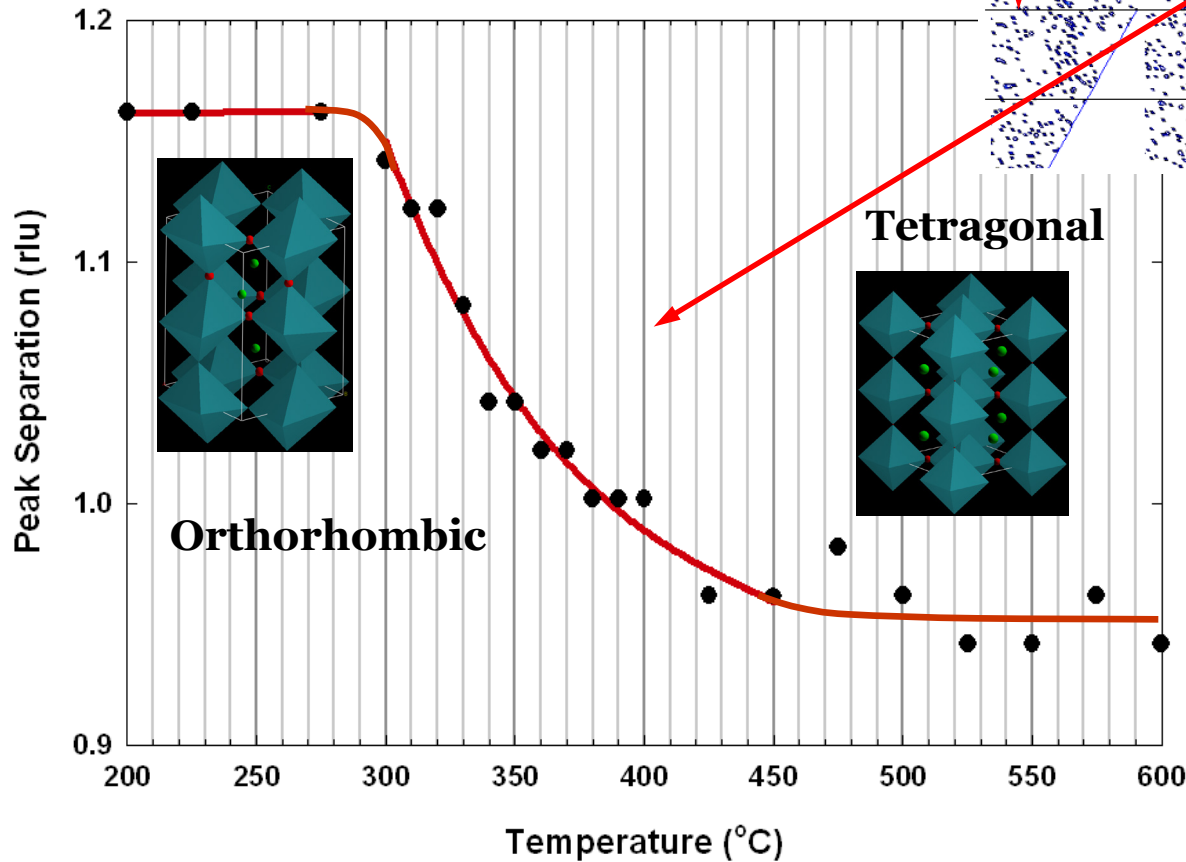 1.2
1.10
1.0
0.9
Peak Separation (rlu)
Tetragonal
Orthorhombic
200 250 300 350 400 450 500 550 600
Temperature (°C)